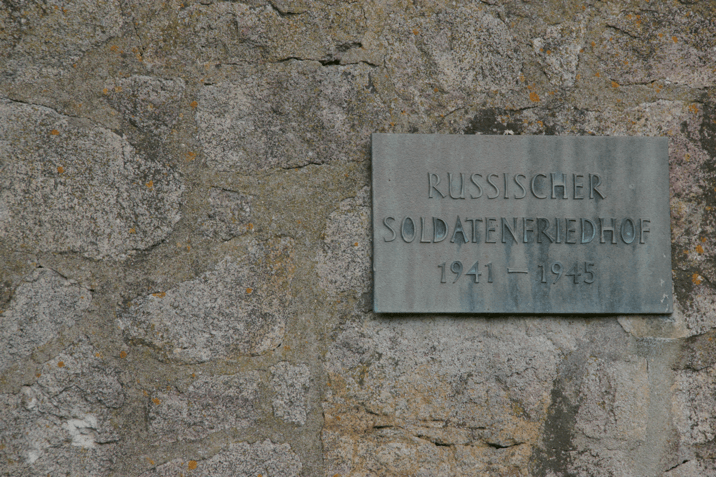 RUSSISCHER
SOLDATENFRIEDHOF
1941 – 1945